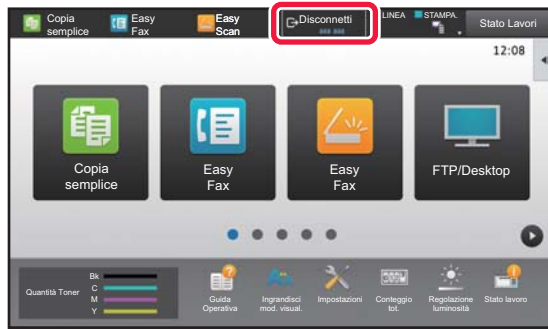 Copia semplice
Easy Fax
Easy Scan
Disconnetti
LINEA
STAMPA.
Stato Lavori
12:08
Copia
semplice
Easy
Fax
Easy
Fax
FTP/Desktop
Quantità Toner
Bk
C
M
Y
Guida
Operativa
Ingrandisci
mod. visual.
Impostazioni
Conteggio
tot.
Regolazione
luminosità
Stato lavoro